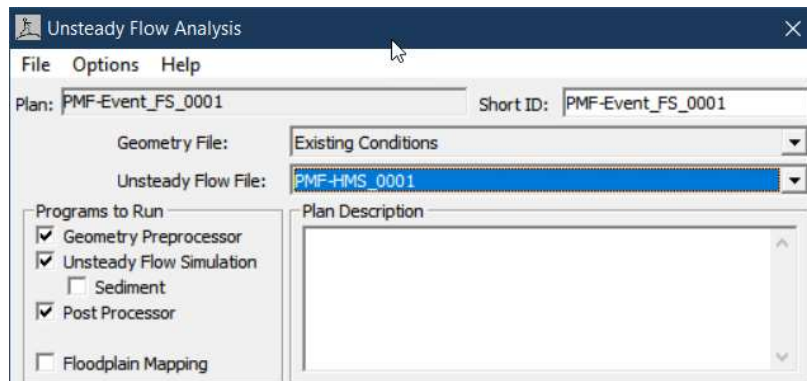 Unsteady Flow Analysis
File Options Help
Plan: PMF-Event_FS_0001 Short ID: PMF-Event_FS_0001
Geometry File: Existing Conditions
Unsteady Flow File: PMF-HMS_0001
Programs to Run Plan Description
Geometry Preprocessor
Unsteady Flow Simulation
Sediment
Post Processor
Floodplain Mapping